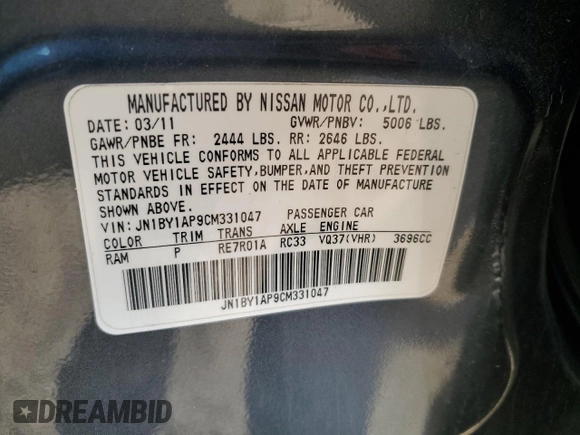 MANUFACTURED BY NISSAN MOTOR CO.,LTD.
DATE: 03/11 GVWR/PNBV: 5006 LBS.
GAWR/PNBE FR: 2444 LBS. RR: 2646 LBS.
THIS VEHICLE CONFORMS TO ALL APPLICABLE FEDERAL
MOTOR VEHICLE SAFETY,BUMPER,AND THEFT PREVENTION
STANDARDS IN EFFECT ON THE DATE OF MANUFACTURE
SHOWN ABOVE.
VIN: JN1BY1AP9CM331047 PASSENGER CAR
COLOR TRIM TRANS AXLE ENGINE
RAM P RE7R01A RC33 VQ37(VHR) 3696CC
JN1BY1AP9CM331047
DREAMBID